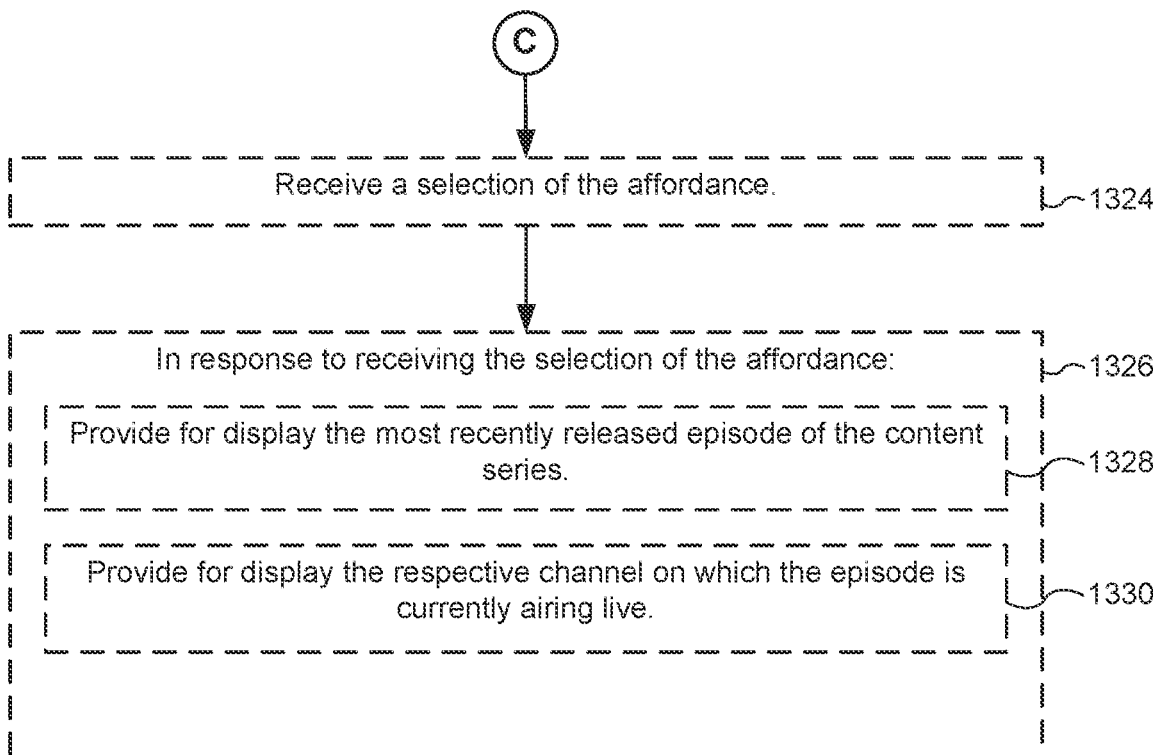 C
Receive a selection of the affordance.
1324
In response to receiving the selection of the affordance:
1326
Provide for display the most recently released episode of the content
series.
1328
Provide for display the respective channel on which the episode is
currently airing live.
1330